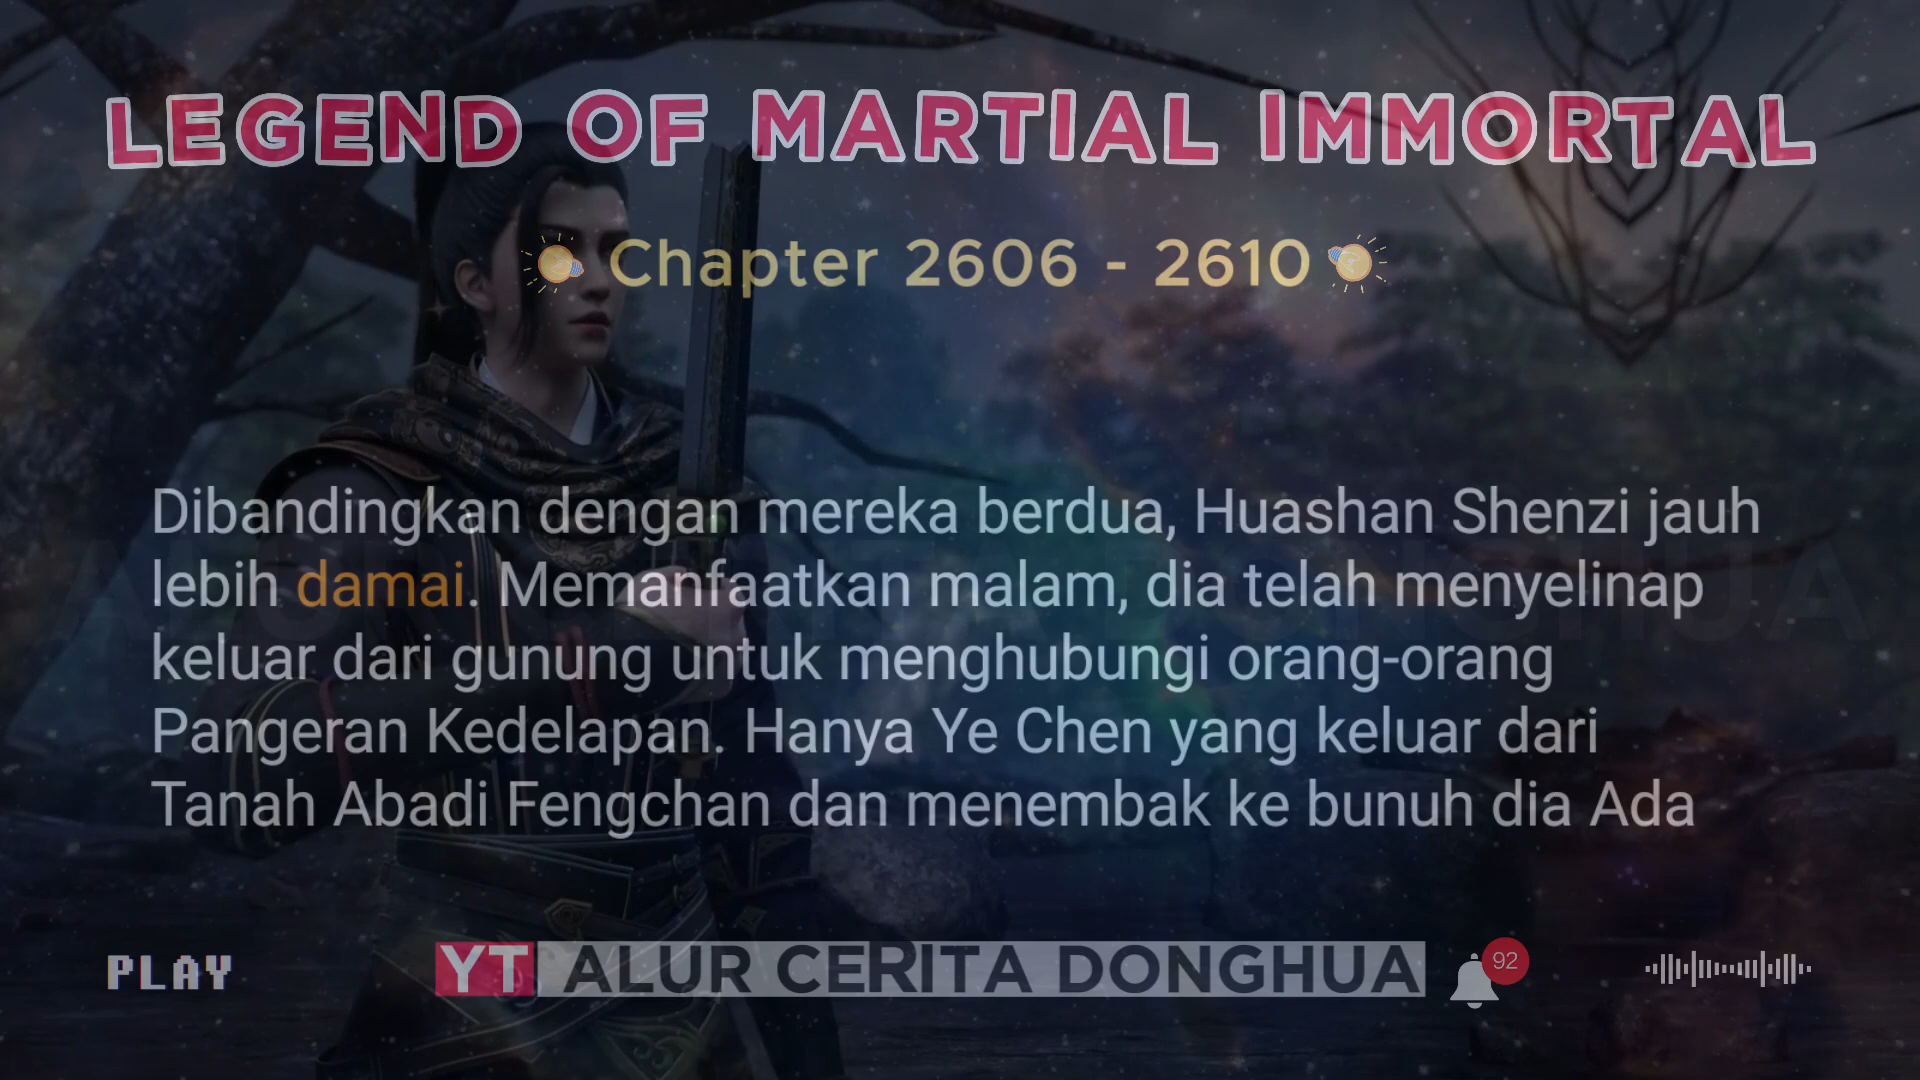 LEGEND OF MARTIAL IMMORTAL
Chapter 2606 - 2610
Dibandingkan dengan mereka berdua, Huashan Shenzi jauh
lebih damai. Memanfaatkan malam, dia telah menyelinap
keluar dari gunung untuk menghubungi orang-orang
Pangeran Kedelapan. Hanya Ye Chen yang keluar dari
Tanah Abadi Fengchan dan menembak ke bunuh dia Ada
PLAY
YT ALUR CERITA DONGHUA
92